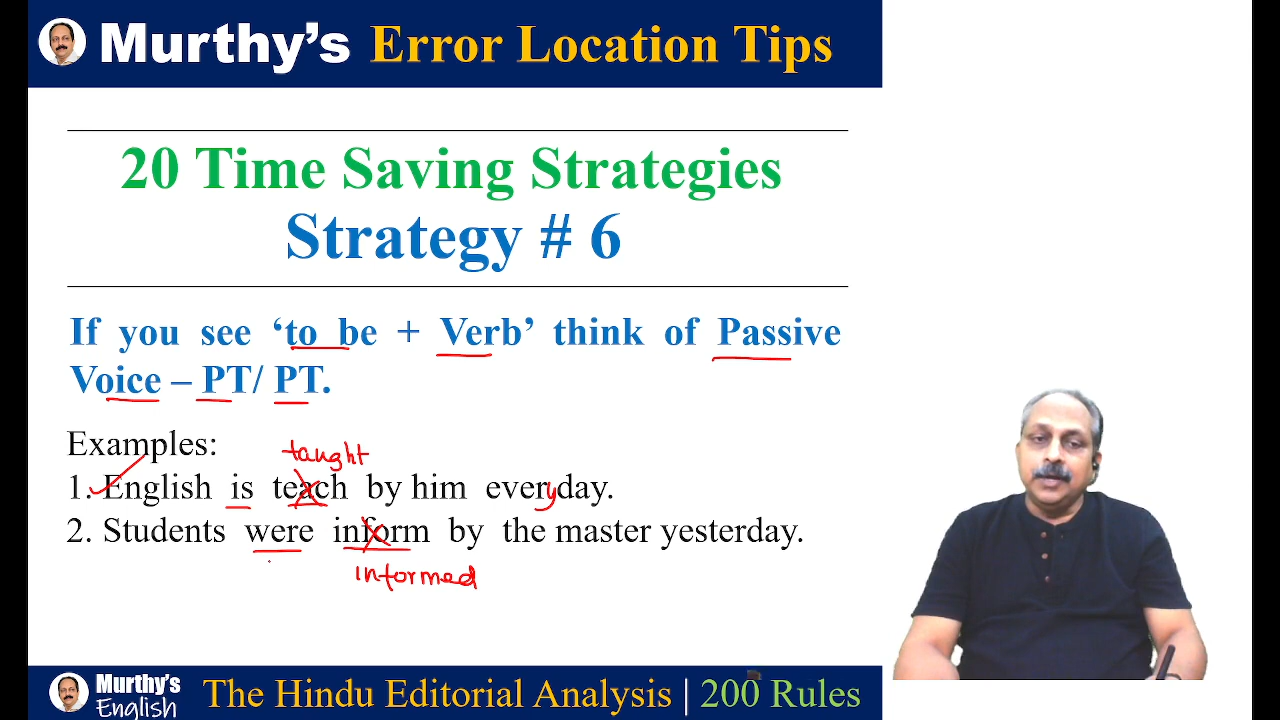 Murthy's Error Location Tips
20 Time Saving Strategies
Strategy # 6
If you see ‘to be + Verb’ think of Passive
Voice – PT/ PT.
Examples:
taught
1. English is teach by him everyday.
2. Students were inform by the master yesterday.
informed
Murthy's
English
The Hindu Editorial Analysis | 200 Rules